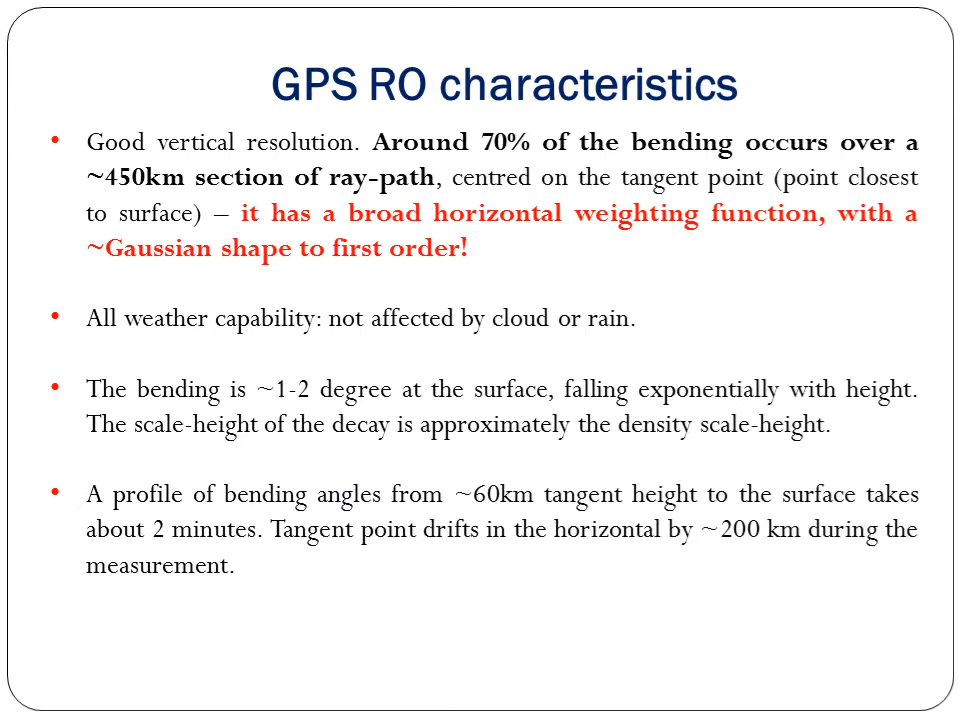 GPS RO characteristics
• Good vertical resolution. Around 70% of the bending occurs over a
~450km section of ray-path, centred on the tangent point (point closest
to surface) – it has a broad horizontal weighting function, with a
~Gaussian shape to first order!
• All weather capability: not affected by cloud or rain.
• The bending is ~1-2 degree at the surface, falling exponentially with height.
The scale-height of the decay is approximately the density scale-height.
• A profile of bending angles from ~60km tangent height to the surface takes
about 2 minutes. Tangent point drifts in the horizontal by ~200 km during the
measurement.